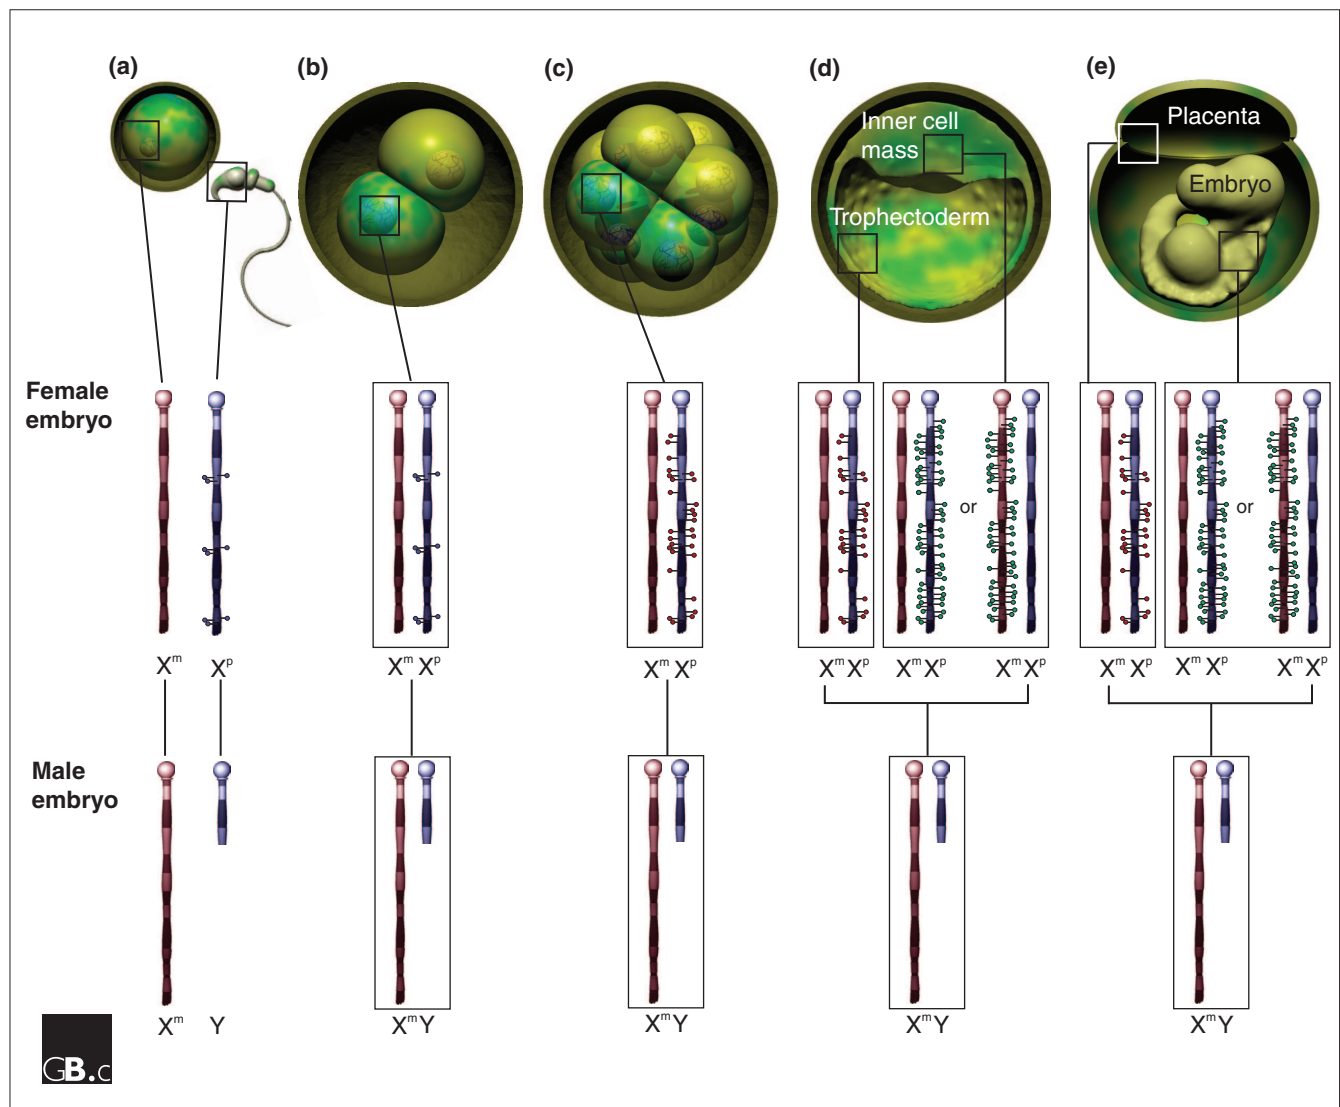 (a)
(b)
(c)
(d)
(e)
Inner cell
mass
Trophectoderm
Placenta
Embryo
Female
embryo
or
or
Xᵐ
Xᵖ
Xᵐ Xᵖ
Xᵐ Xᵖ
Xᵐ Xᵖ
Xᵐ Xᵖ
Xᵐ Xᵖ
Xᵐ Xᵖ
Xᵐ Xᵖ
Xᵐ Xᵖ
Male
embryo
Xᵐ
Y
XᵐY
XᵐY
XᵐY
XᵐY
GB.c